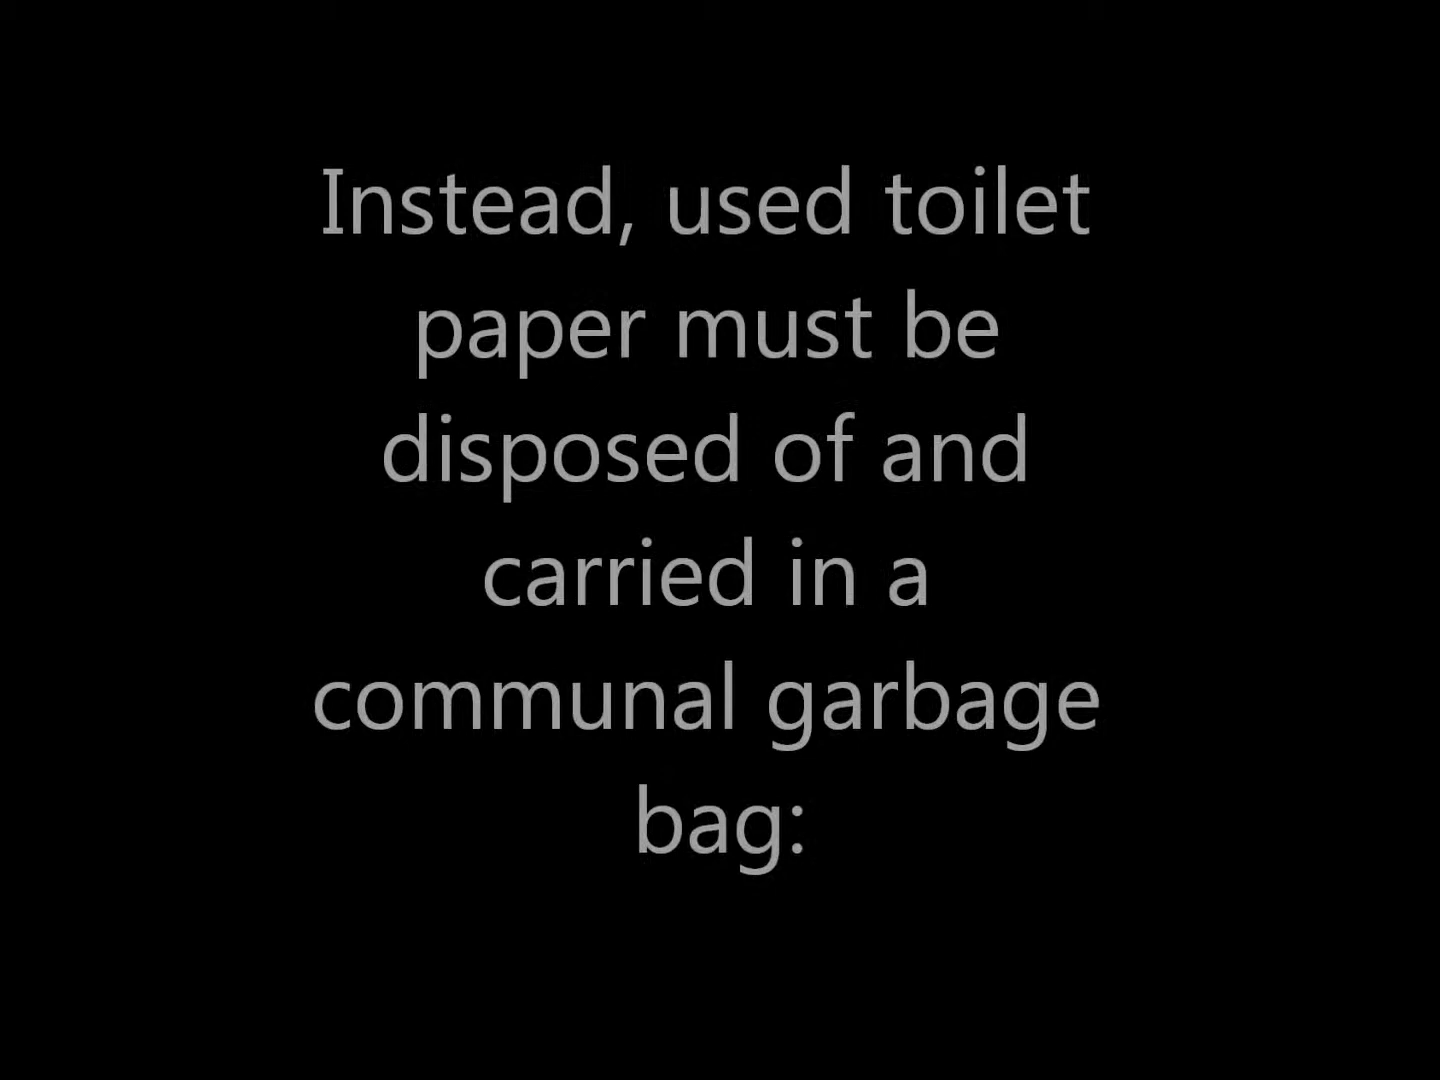 Instead, used toilet
paper must be
disposed of and
carried in a
communal garbage
bag: